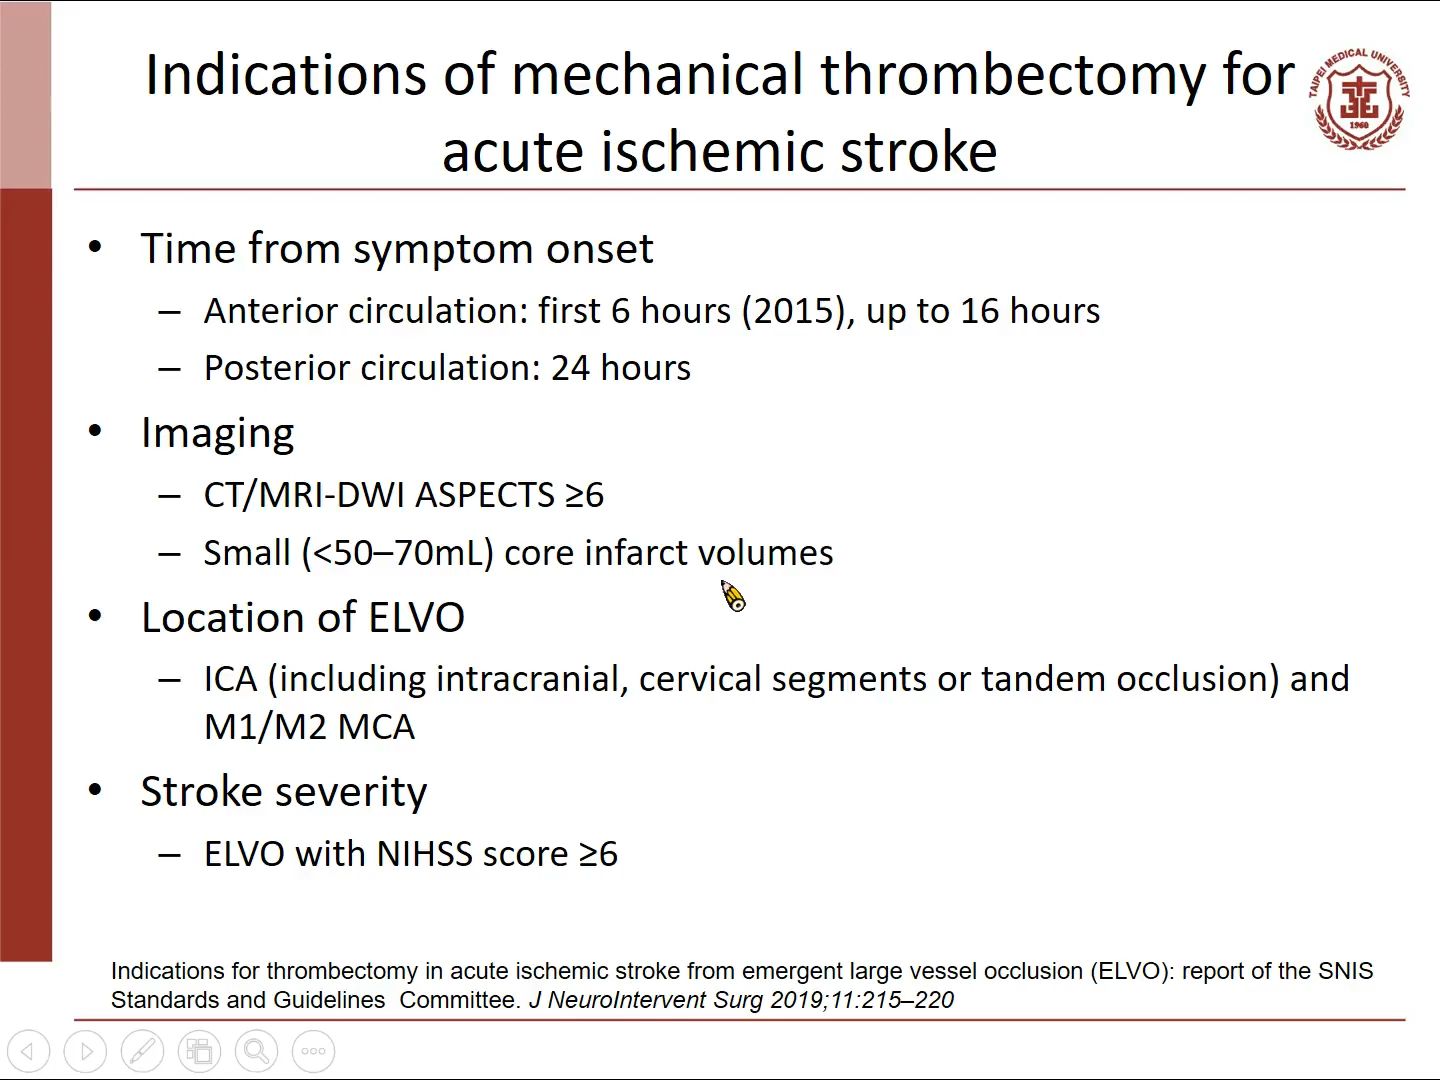 Indications of mechanical thrombectomy for
acute ischemic stroke
TAIPEI MEDICAL UNIVERSITY
1960
• Time from symptom onset
– Anterior circulation: first 6 hours (2015), up to 16 hours
– Posterior circulation: 24 hours
• Imaging
– CT/MRI-DWI ASPECTS ≥6
– Small (<50–70mL) core infarct volumes
• Location of ELVO
– ICA (including intracranial, cervical segments or tandem occlusion) and
M1/M2 MCA
• Stroke severity
– ELVO with NIHSS score ≥6
Indications for thrombectomy in acute ischemic stroke from emergent large vessel occlusion (ELVO): report of the SNIS
Standards and Guidelines Committee. J NeuroIntervent Surg 2019;11:215–220